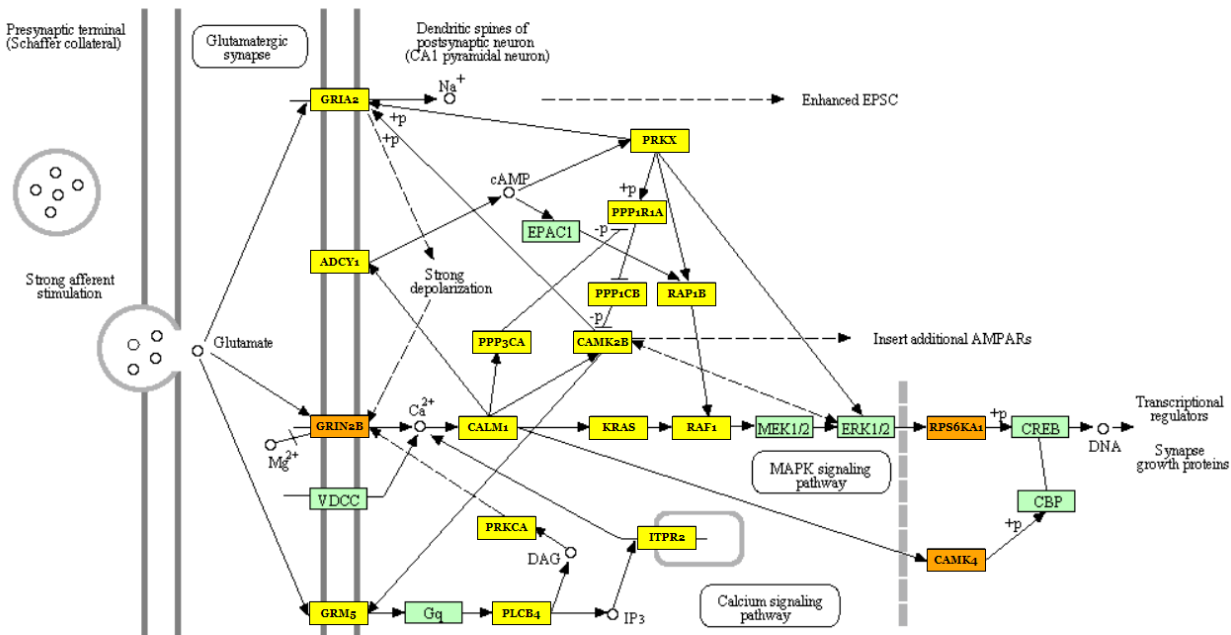 Presynaptic terminal
(Schaffer collateral)
Glutamatergic
synapse
Dendritic spines of
postsynaptic neuron
(CA1 pyramidal neuron)
Na+
GRIA2
Enhanced EPSC
+p
+p
PRKX
cAMP
+p
PPP1R1A
-p
EPAC1
ADCY1
Strong afferent
stimulation
Strong
depolarization
PPP1CB
RAP1B
-p
Glutamate
PPP3CA
CAMK2B
Insert additional AMPARs
Ca2+
GRIN2B
CALM1
KRAS
RAF1
MEK1/2
ERK1/2
RPS6KA1
+p
CREB
DNA
Transcriptional
regulators
Synapse
growth proteins
Mg2+
MAPK signaling
pathway
VDCC
CBP
+p
PRKCA
ITPR2
DAG
CAMK4
GRM5
Gq
PLCB4
IP3
Calcium signaling
pathway